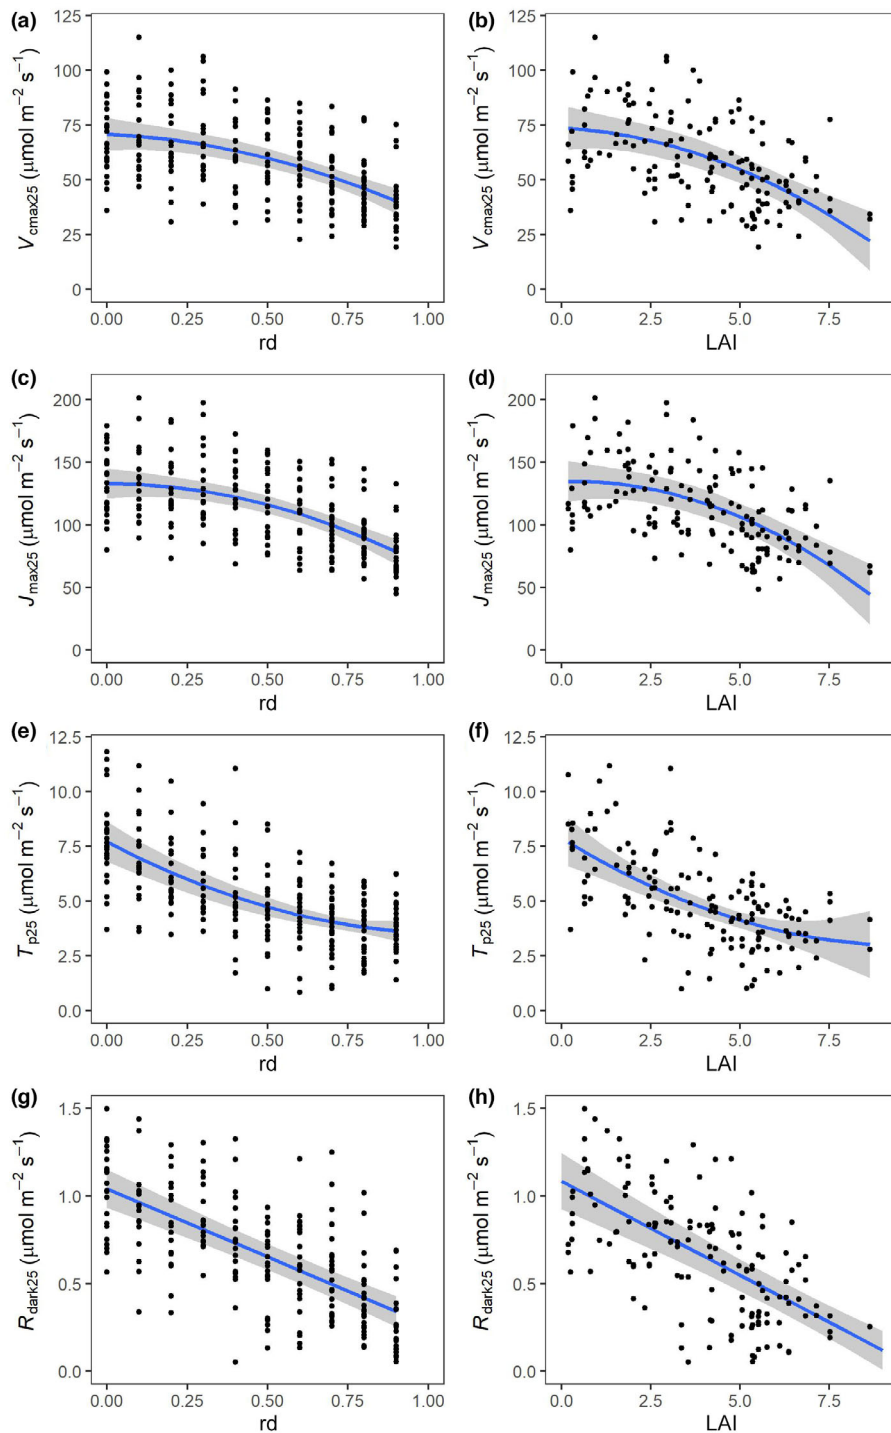 (a)
125
100
75
50
25
0
Vcmax25 (μmol m−2 s−1)
0.00 0.25 0.50 0.75 1.00
rd
(b)
125
100
75
50
25
0
Vcmax25 (μmol m−2 s−1)
0.0 2.5 5.0 7.5
LAI
(c)
200
150
100
50
0
Jmax25 (μmol m−2 s−1)
0.00 0.25 0.50 0.75 1.00
rd
(d)
200
150
100
50
0
Jmax25 (μmol m−2 s−1)
0.0 2.5 5.0 7.5
LAI
(e)
12.5
10.0
7.5
5.0
2.5
0.0
Tp25 (μmol m−2 s−1)
0.00 0.25 0.50 0.75 1.00
rd
(f)
12.5
10.0
7.5
5.0
2.5
0.0
Tp25 (μmol m−2 s−1)
0.0 2.5 5.0 7.5
LAI
(g)
1.5
1.0
0.5
0.0
Rdark25 (μmol m−2 s−1)
0.00 0.25 0.50 0.75 1.00
rd
(h)
1.5
1.0
0.5
0.0
Rdark25 (μmol m−2 s−1)
0.0 2.5 5.0 7.5
LAI